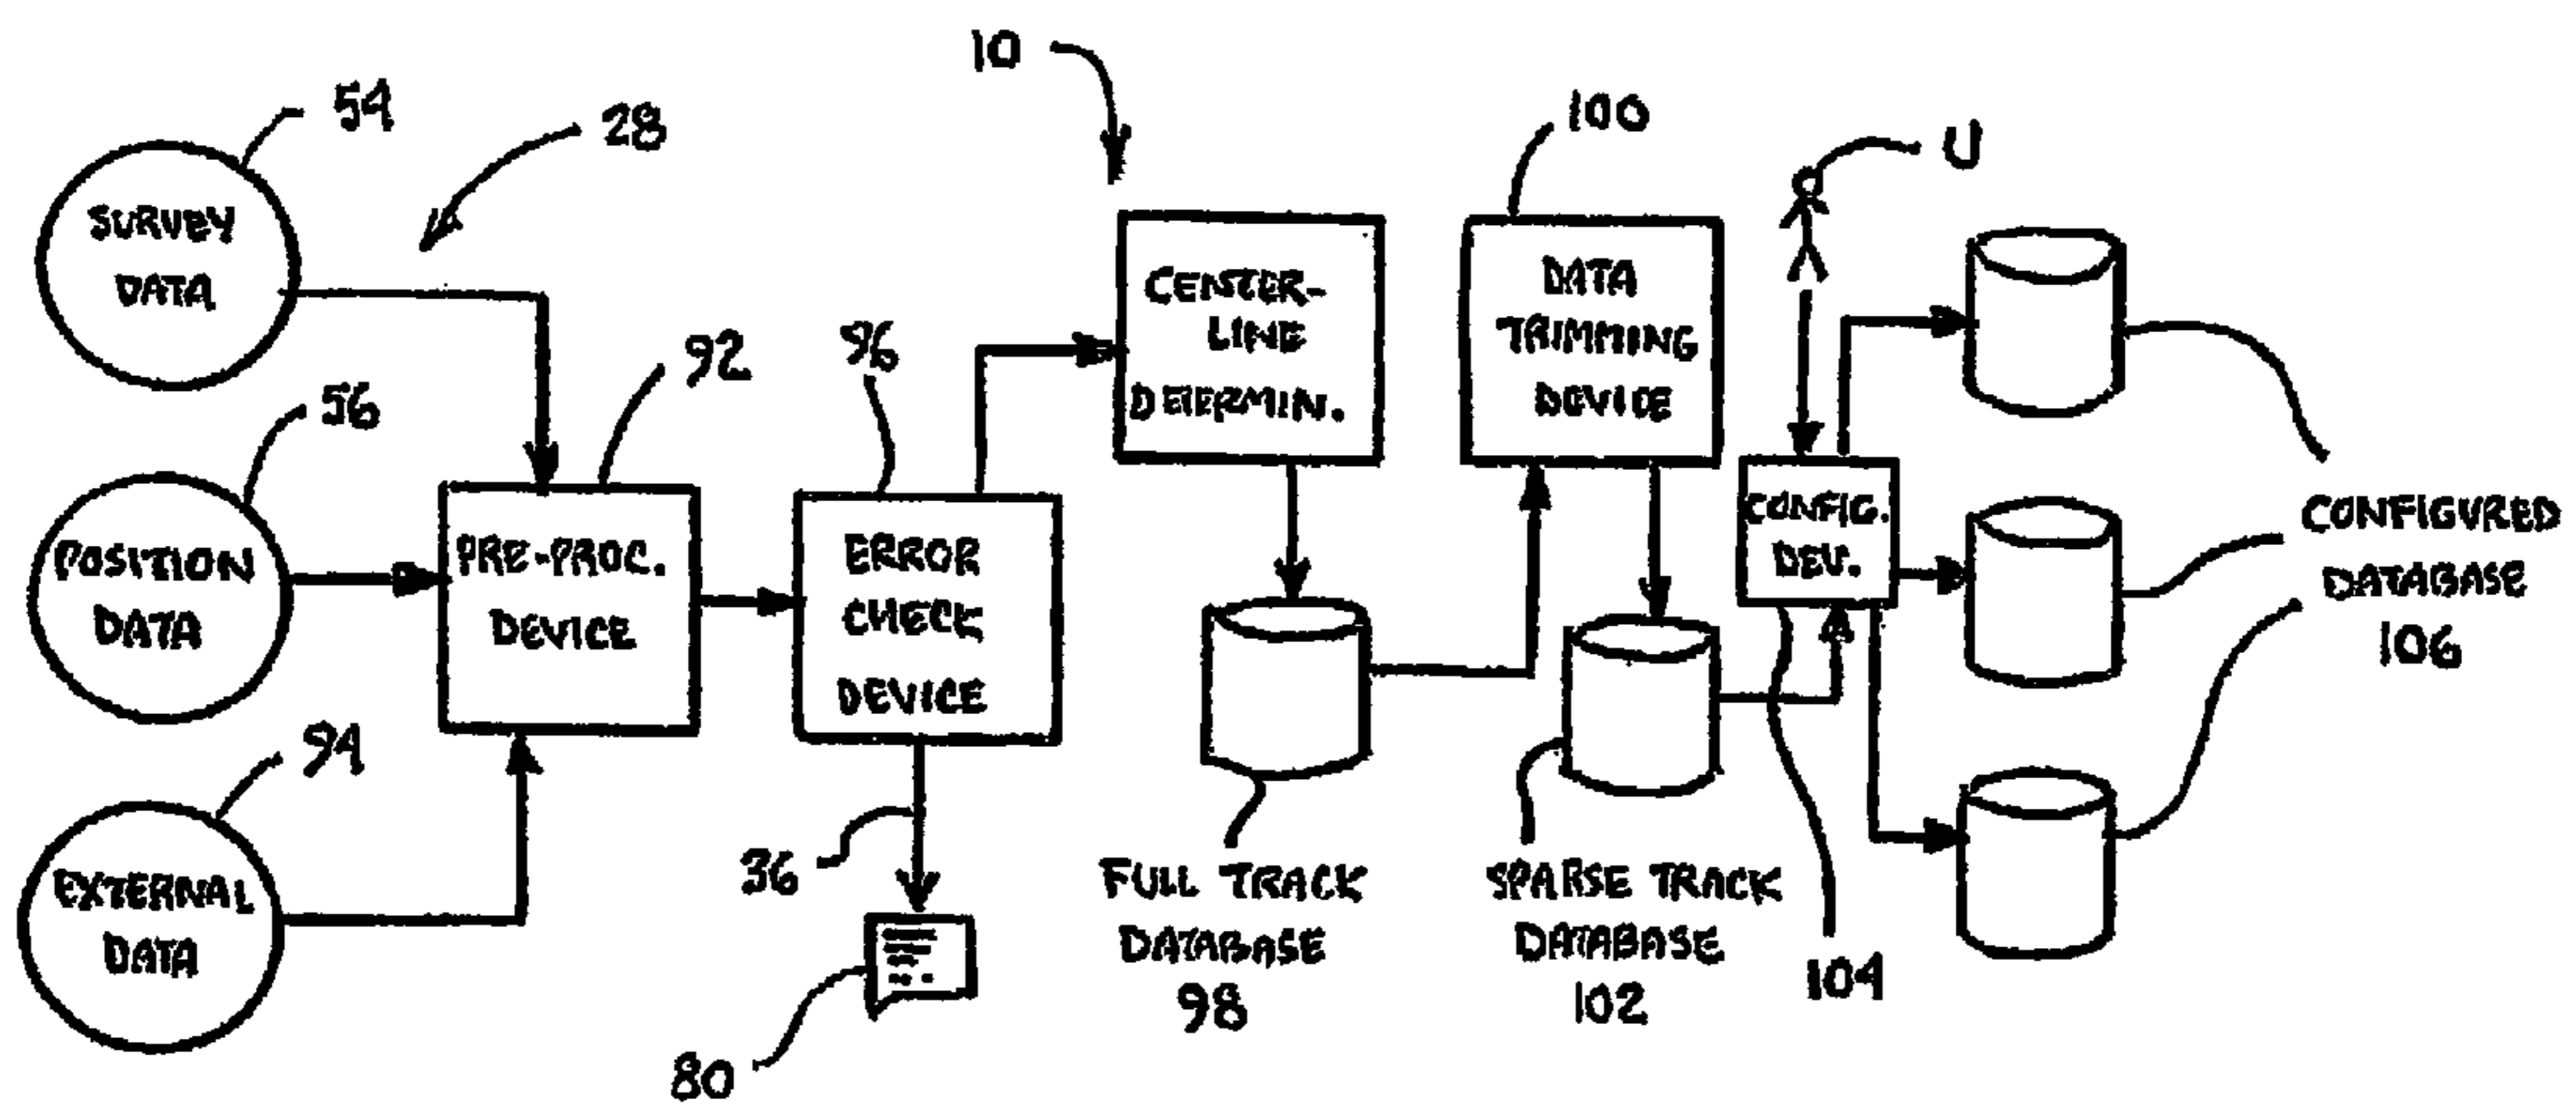 10
54
28
100
U
SURVEY
DATA
CENTER-
LINE
DETERMIN.
DATA
TRIMMING
DEVICE
92
96
56
CONFIG.
DEV.
CONFIGURED
DATABASE
106
POSITION
DATA
PRE-PROC.
DEVICE
ERROR
CHECK
DEVICE
94
36
EXTERNAL
DATA
FULL TRACK
DATABASE
98
SPARSE TRACK
DATABASE
102
104
80